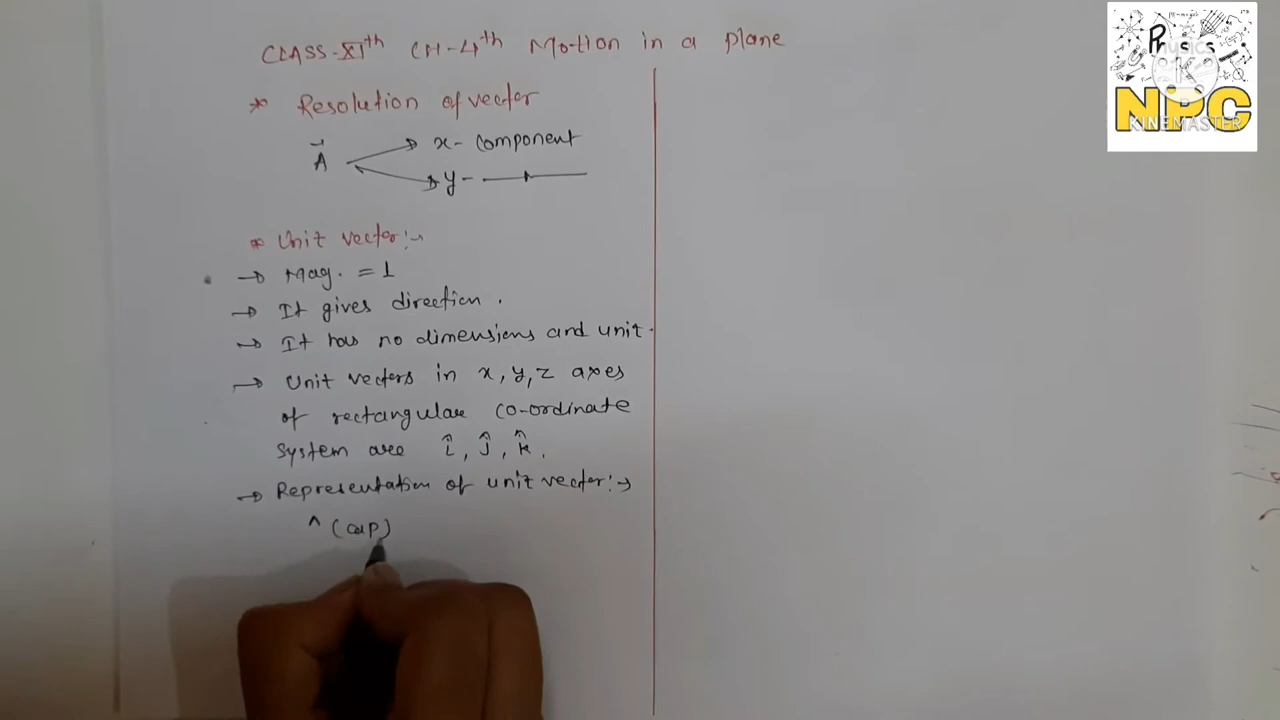 CLASS-XIth CH-4th Motion in a plane
* Resolution of vector
A⃗ x- component
y-
* Unit vector:→
→ Mag. = 1
→ It gives direction.
→ It has no dimensions and unit.
→ Unit vectors in x, y, z axes
of rectangular co-ordinate
system are î, ĵ, k̂.
→ Representation of unit vector:→
^ (cap)
Physics
K
NPC
KINEMASTER